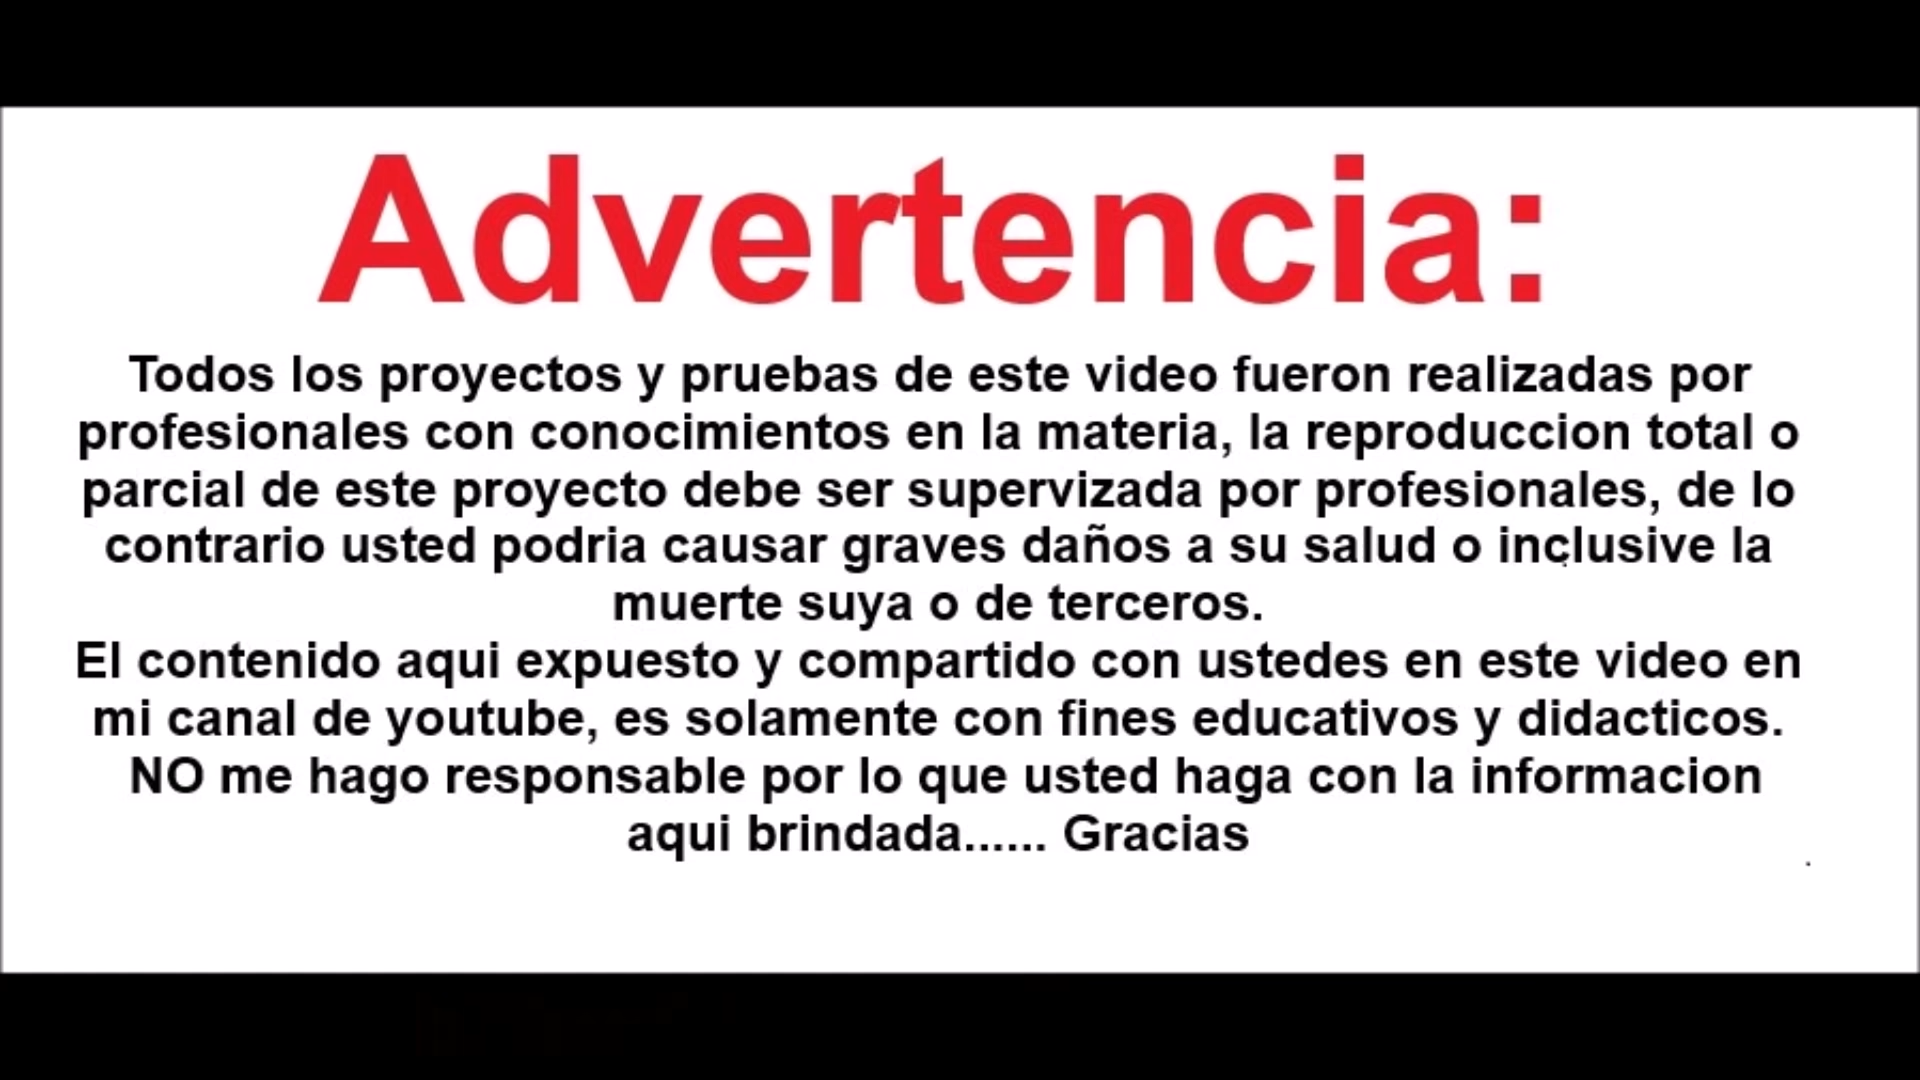 Advertencia:
Todos los proyectos y pruebas de este video fueron realizadas por
profesionales con conocimientos en la materia, la reproduccion total o
parcial de este proyecto debe ser supervizada por profesionales, de lo
contrario usted podria causar graves daños a su salud o inclusive la
muerte suya o de terceros.
El contenido aqui expuesto y compartido con ustedes en este video en
mi canal de youtube, es solamente con fines educativos y didacticos.
NO me hago responsable por lo que usted haga con la informacion
aqui brindada...... Gracias